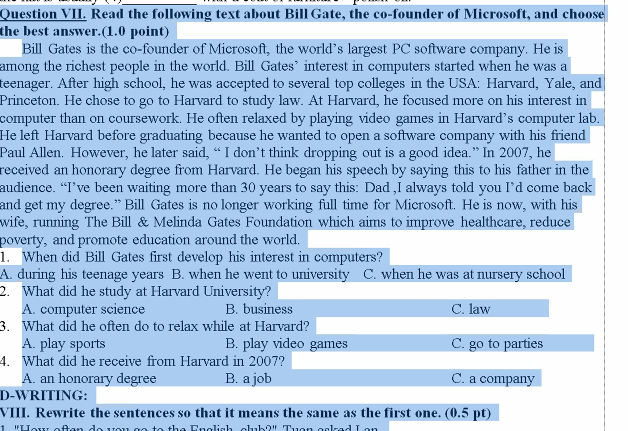 Question VII. Read the following text about Bill Gate, the co-founder of Microsoft, and choose
the best answer.(1.0 point)
Bill Gates is the co-founder of Microsoft, the world's largest PC software company. He is
among the richest people in the world. Bill Gates' interest in computers started when he was a
teenager. After high school, he was accepted to several top colleges in the USA: Harvard, Yale, and
Princeton. He chose to go to Harvard to study law. At Harvard, he focused more on his interest in
computer than on coursework. He often relaxed by playing video games in Harvard's computer lab.
He left Harvard before graduating because he wanted to open a software company with his friend
Paul Allen. However, he later said, “ I don't think dropping out is a good idea.” In 2007, he
received an honorary degree from Harvard. He began his speech by saying this to his father in the
audience. “I've been waiting more than 30 years to say this: Dad ,I always told you I'd come back
and get my degree.” Bill Gates is no longer working full time for Microsoft. He is now, with his
wife, running The Bill & Melinda Gates Foundation which aims to improve healthcare, reduce
poverty, and promote education around the world.
1. When did Bill Gates first develop his interest in computers?
A. during his teenage years B. when he went to university C. when he was at nursery school
2. What did he study at Harvard University?
A. computer science B. business C. law
3. What did he often do to relax while at Harvard?
A. play sports B. play video games C. go to parties
4. What did he receive from Harvard in 2007?
A. an honorary degree B. a job C. a company
D-WRITING:
VIII. Rewrite the sentences so that it means the same as the first one. (0.5 pt)
1. "How often do you go to the English club?" Tuan asked Lan